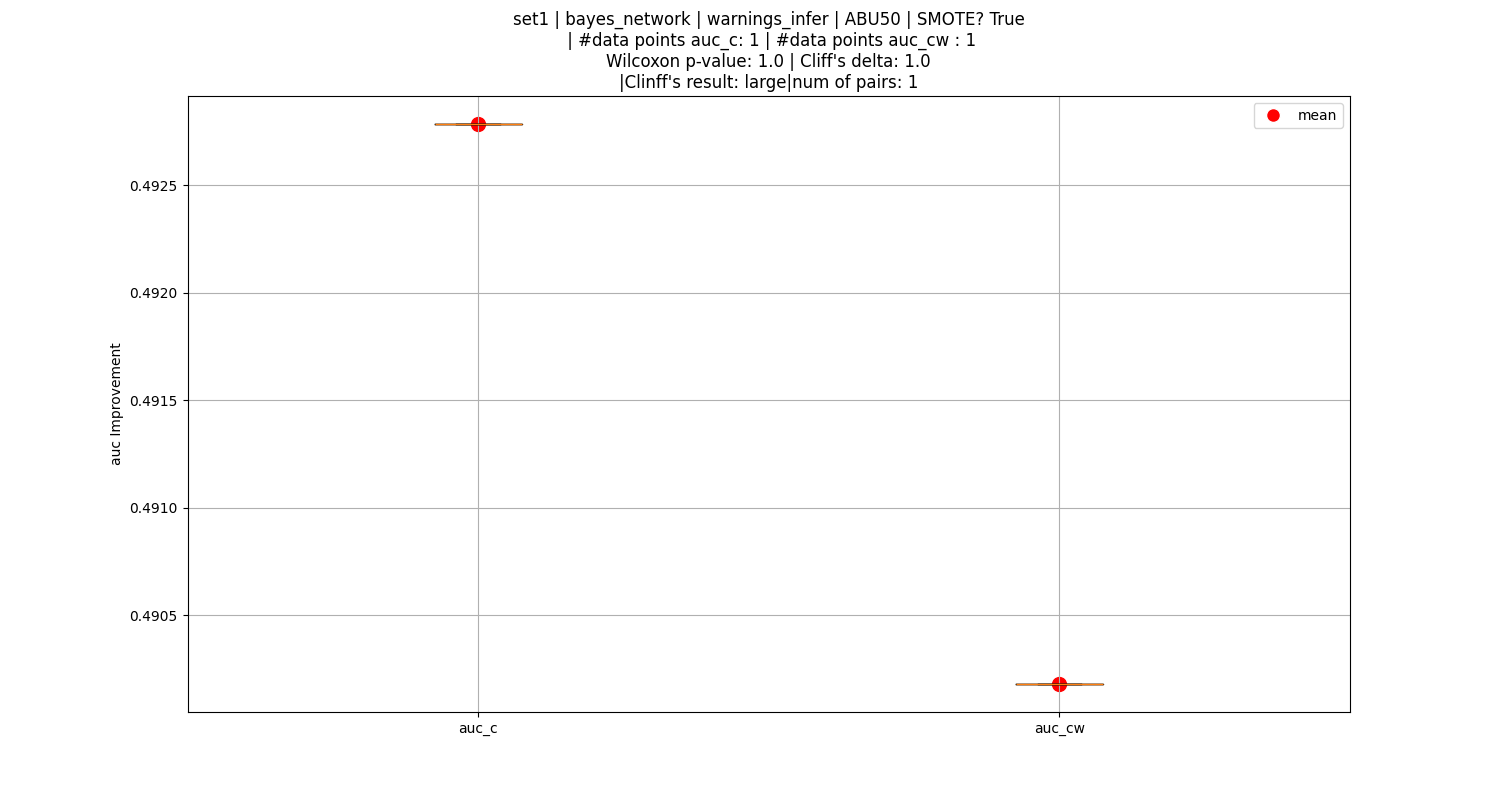 set1 | bayes_network | warnings_infer | ABU50 | SMOTE? True
| #data points auc_c: 1 | #data points auc_cw : 1
Wilcoxon p-value: 1.0 | Cliff's delta: 1.0
|Clinff's result: large|num of pairs: 1
mean
0.4925
0.4920
0.4915
0.4910
0.4905
auc Improvement
auc_c
auc_cw